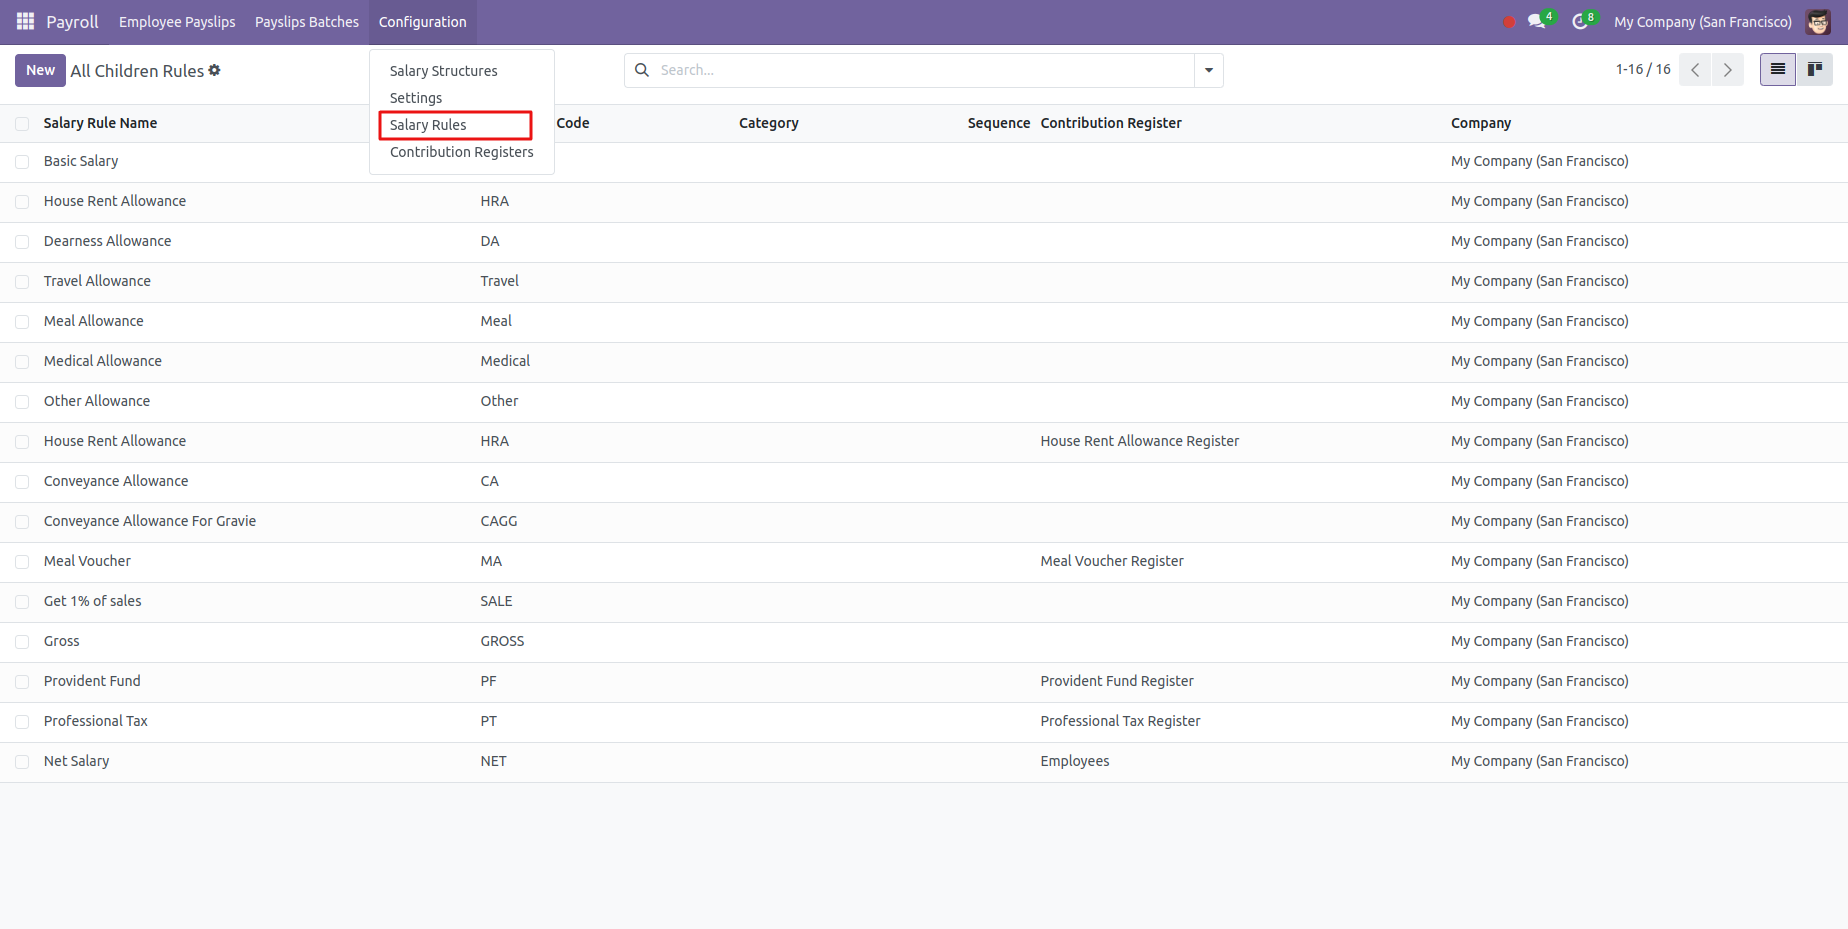 Payroll Employee Payslips Payslips Batches Configuration 4 8 My Company (San Francisco)
New All Children Rules Search... 1-16 / 16
Salary Structures
Settings
Salary Rules
Contribution Registers
Salary Rule Name Code Category Sequence Contribution Register Company
Basic Salary My Company (San Francisco)
House Rent Allowance HRA My Company (San Francisco)
Dearness Allowance DA My Company (San Francisco)
Travel Allowance Travel My Company (San Francisco)
Meal Allowance Meal My Company (San Francisco)
Medical Allowance Medical My Company (San Francisco)
Other Allowance Other My Company (San Francisco)
House Rent Allowance HRA House Rent Allowance Register My Company (San Francisco)
Conveyance Allowance CA My Company (San Francisco)
Conveyance Allowance For Gravie CAGG My Company (San Francisco)
Meal Voucher MA Meal Voucher Register My Company (San Francisco)
Get 1% of sales SALE My Company (San Francisco)
Gross GROSS My Company (San Francisco)
Provident Fund PF Provident Fund Register My Company (San Francisco)
Professional Tax PT Professional Tax Register My Company (San Francisco)
Net Salary NET Employees My Company (San Francisco)